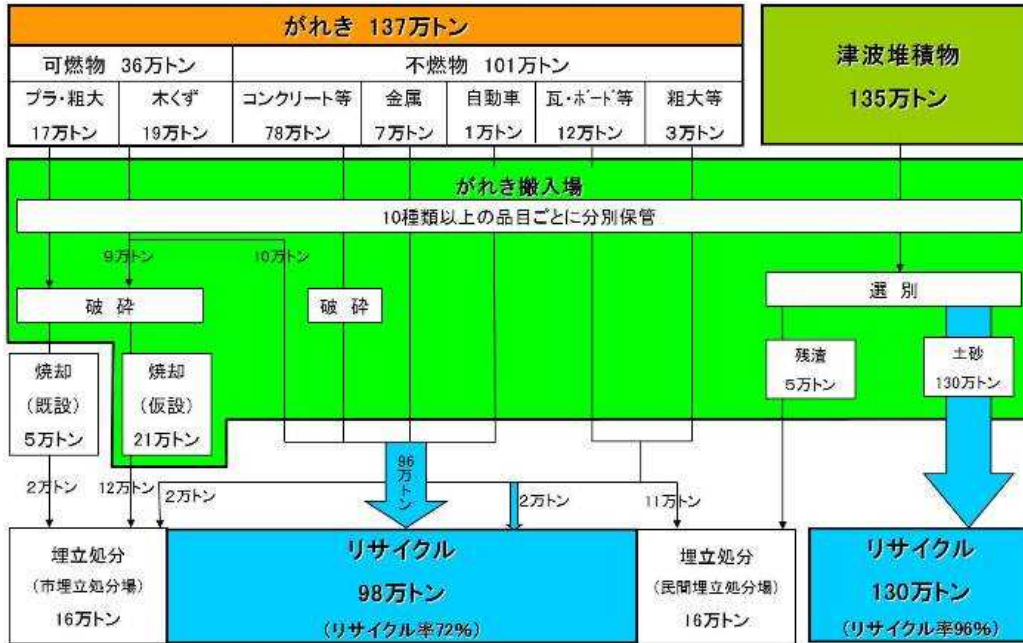 がれき 137万トン
津波堆積物
135万トン
可燃物 36万トン
不燃物 101万トン
プラ・粗大
17万トン
木くず
19万トン
コンクリート等
78万トン
金属
7万トン
自動車
1万トン
瓦・ボード等
12万トン
粗大等
3万トン
がれき搬入場
10種類以上の品目ごとに分別保管
9万トン
10万トン
破 砕
破 砕
選 別
焼却
(既設)
5万トン
焼却
(仮設)
21万トン
残渣
5万トン
土砂
130万トン
96万トン
2万トン
12万トン
2万トン
2万トン
11万トン
埋立処分
(市埋立処分場)
16万トン
リサイクル
98万トン
(リサイクル率72%)
埋立処分
(民間埋立処分場)
16万トン
リサイクル
130万トン
(リサイクル率96%)